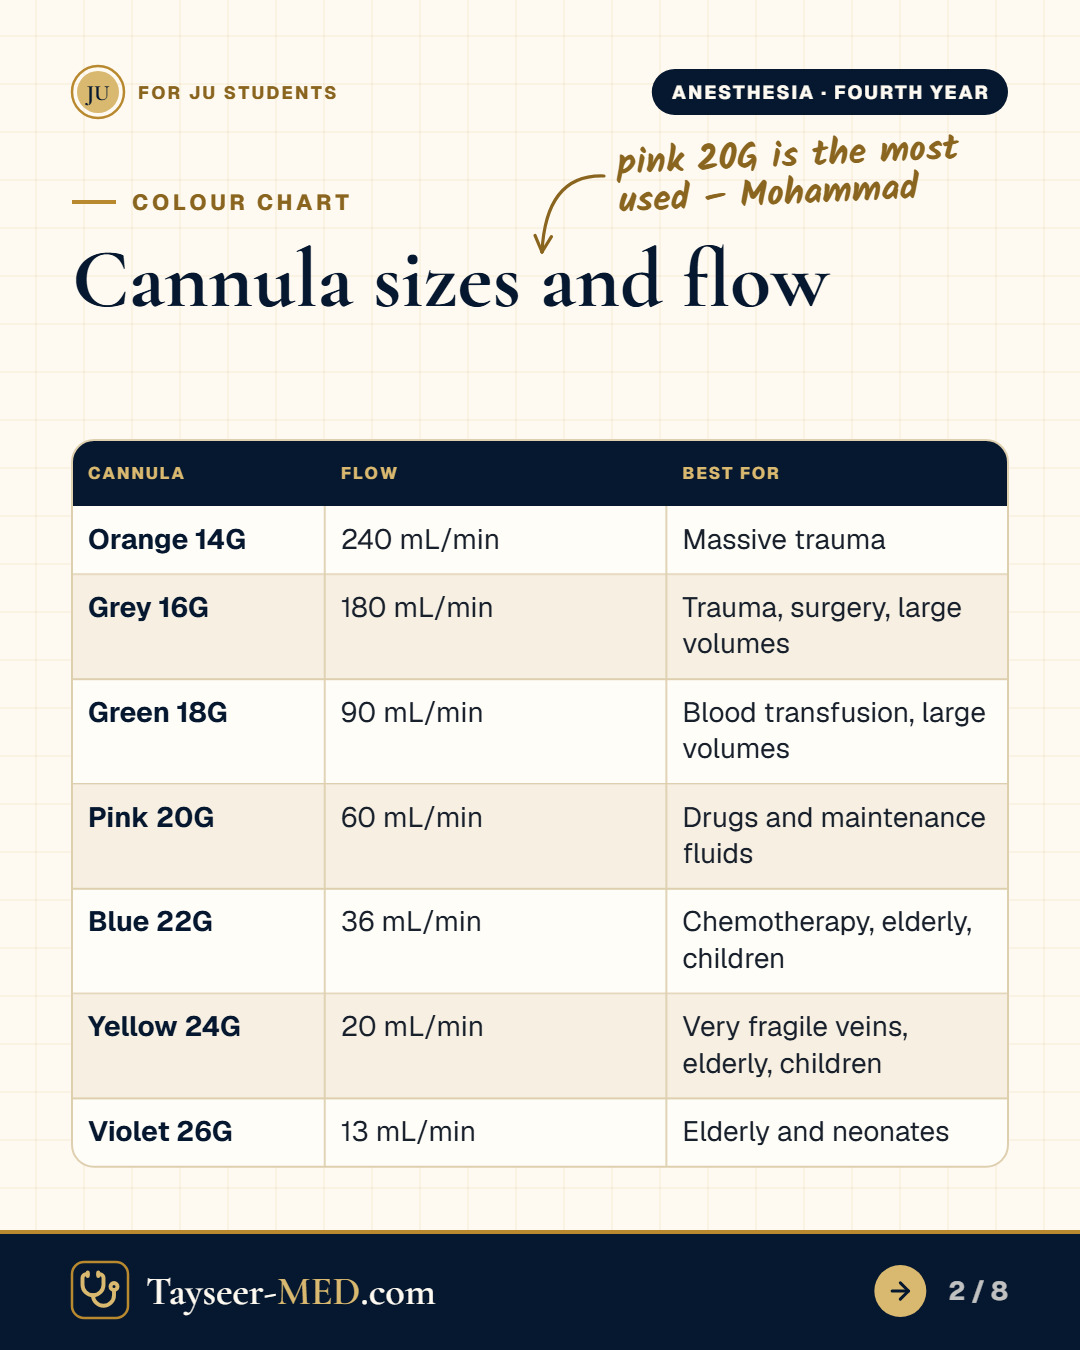 JU FOR JU STUDENTS
ANESTHESIA · FOURTH YEAR
pink 20G is the most
used – Mohammad
COLOUR CHART
Cannula sizes and flow
CANNULA FLOW BEST FOR
Orange 14G 240 mL/min Massive trauma
Grey 16G 180 mL/min Trauma, surgery, large
volumes
Green 18G 90 mL/min Blood transfusion, large
volumes
Pink 20G 60 mL/min Drugs and maintenance
fluids
Blue 22G 36 mL/min Chemotherapy, elderly,
children
Yellow 24G 20 mL/min Very fragile veins,
elderly, children
Violet 26G 13 mL/min Elderly and neonates
Tayseer-MED.com
2 / 8